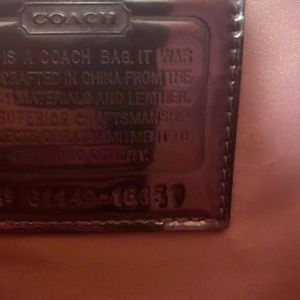 COACH
IS A COACH BAG. IT WAS
CRAFTED IN CHINA FROM THE
MATERIALS AND LEATHER.
SUPERIOR CRAFTSMANSHIP
OUR COMMITMENT TO
QUALITY.